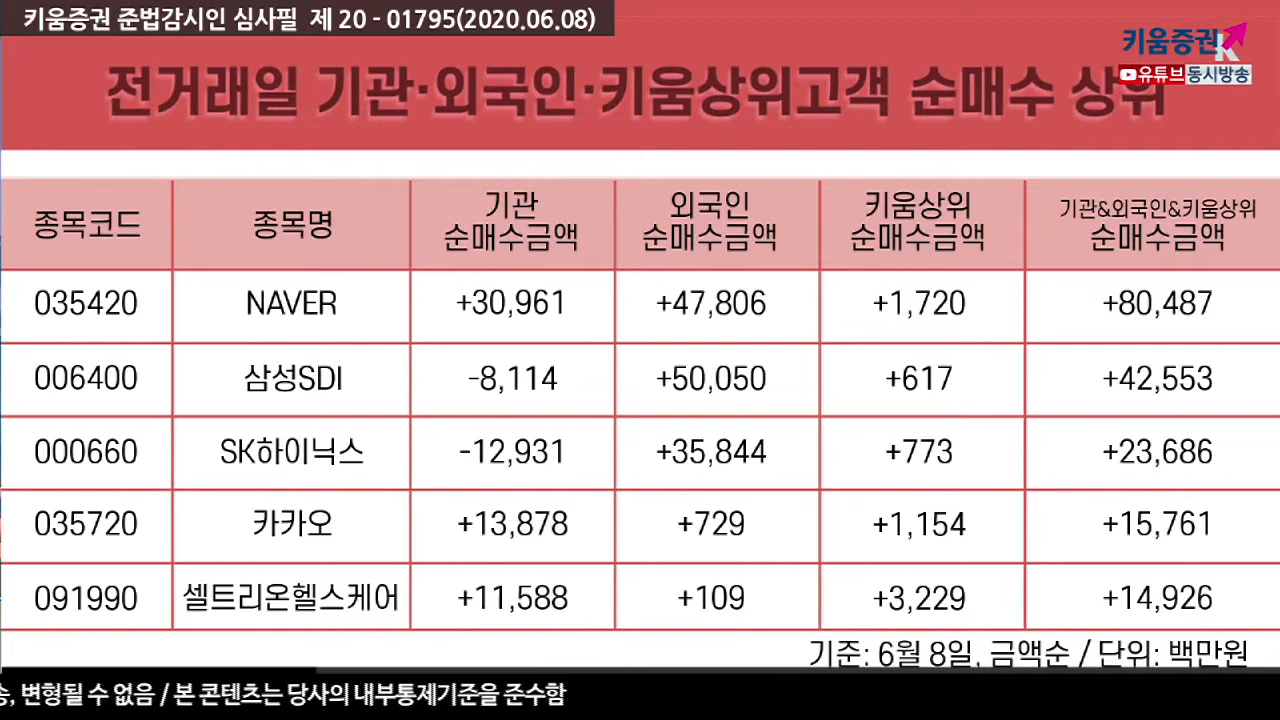 키움증권 준법감시인 심사필 제 20 - 01795(2020.06.08)
키움증권
유튜브 동시방송
전거래일 기관·외국인·키움상위고객 순매수 상위
종목코드 종목명 기관 순매수금액 외국인 순매수금액 키움상위 순매수금액 기관&외국인&키움상위 순매수금액
035420 NAVER +30,961 +47,806 +1,720 +80,487
006400 삼성SDI -8,114 +50,050 +617 +42,553
000660 SK하이닉스 -12,931 +35,844 +773 +23,686
035720 카카오 +13,878 +729 +1,154 +15,761
091990 셀트리온헬스케어 +11,588 +109 +3,229 +14,926
기준: 6월 8일, 금액순 / 단위: 백만원
, 변형될 수 없음 / 본 콘텐츠는 당사의 내부통제기준을 준수함